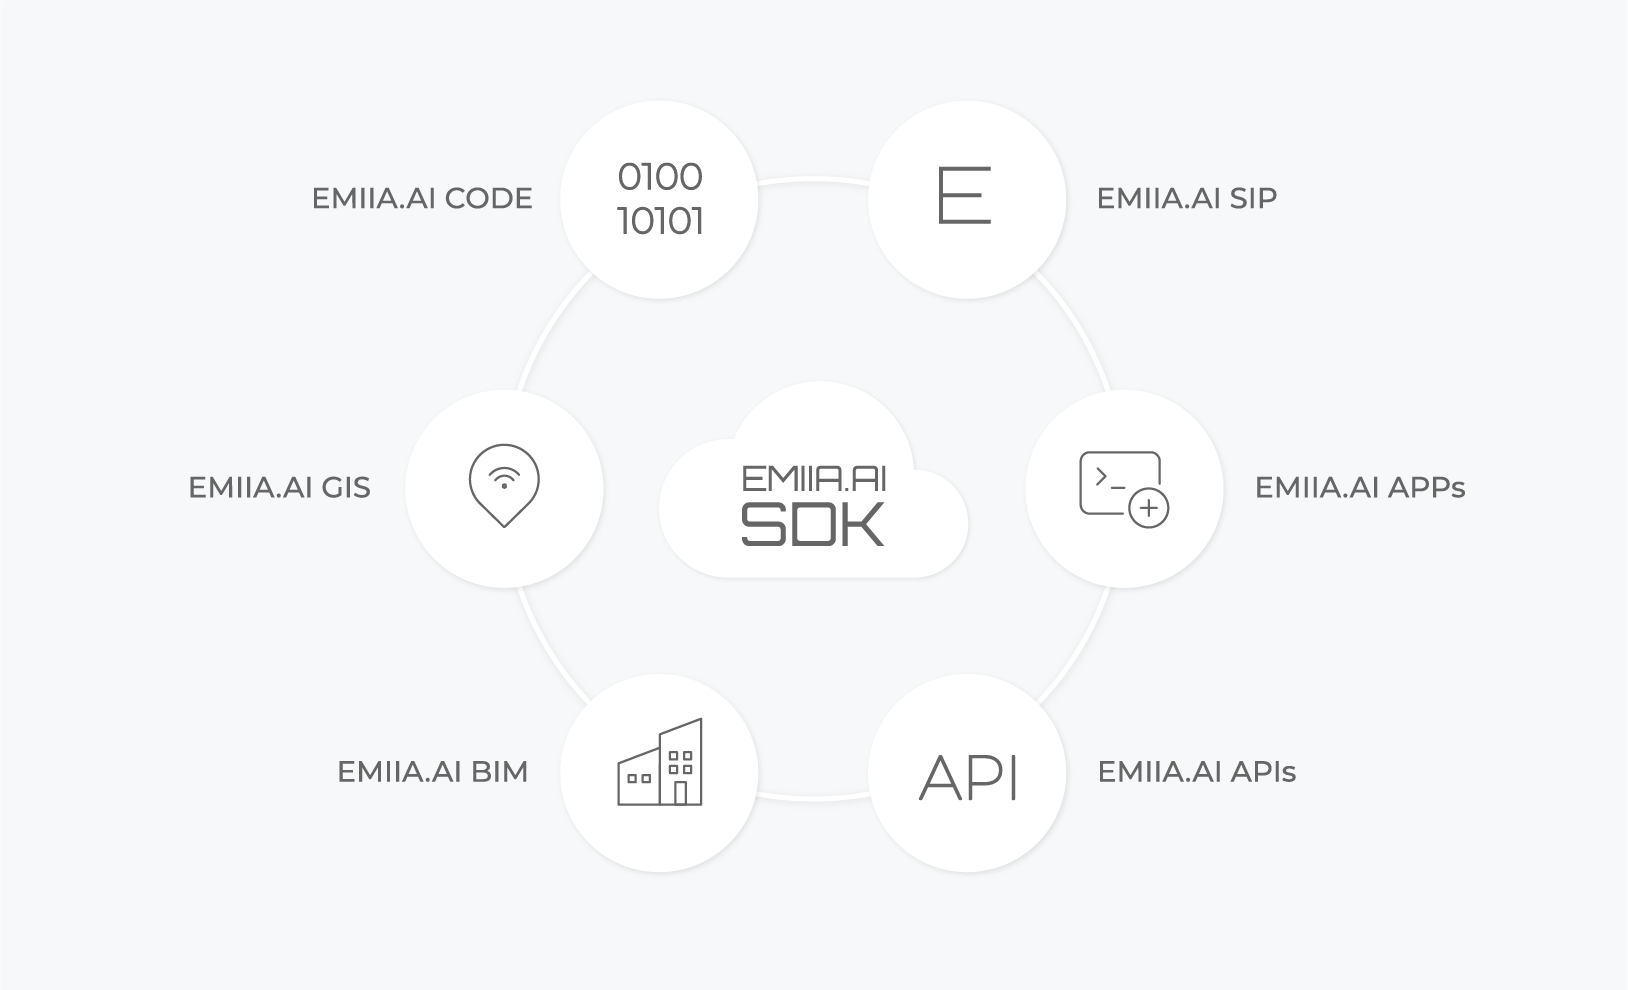 EMIIA.AI CODE
0100
10101
E
EMIIA.AI SIP
EMIIA.AI GIS
EMIIA.AI
SDK
EMIIA.AI APPs
EMIIA.AI BIM
API
EMIIA.AI APIs